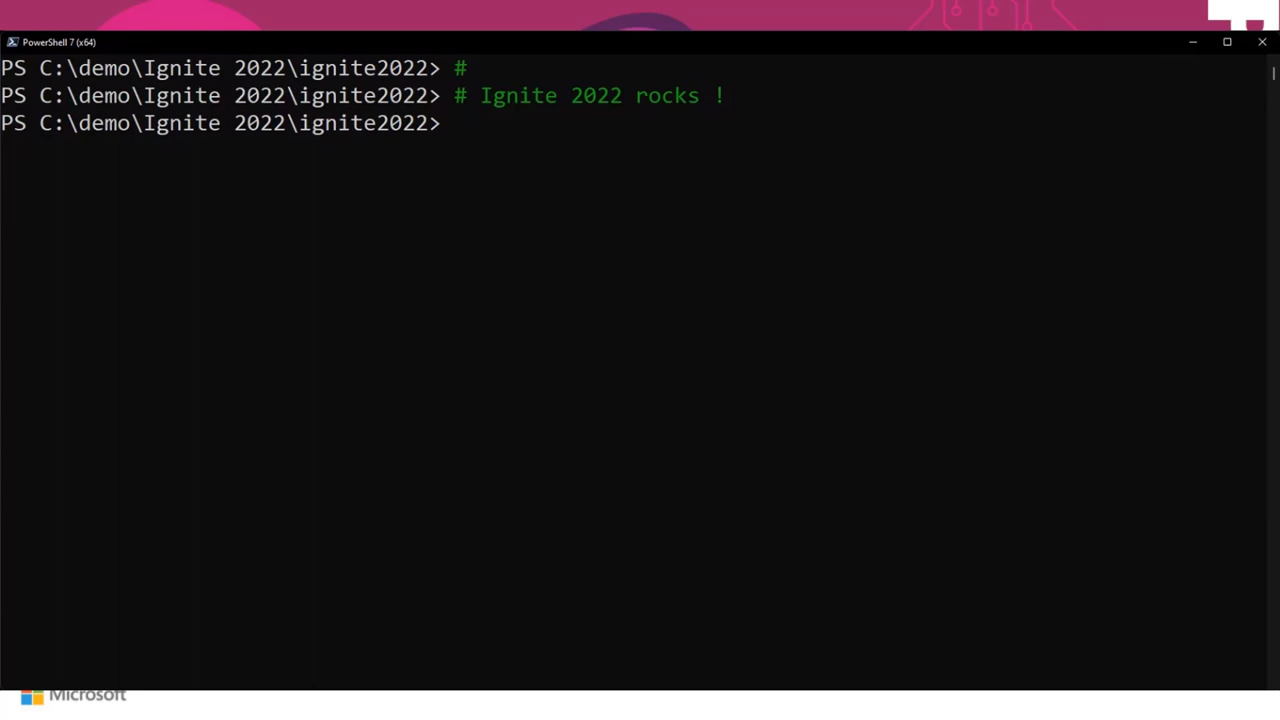 PowerShell 7 (x64)
PS C:\demo\Ignite 2022\ignite2022> #
PS C:\demo\Ignite 2022\ignite2022> # Ignite 2022 rocks !
PS C:\demo\Ignite 2022\ignite2022>
Microsoft